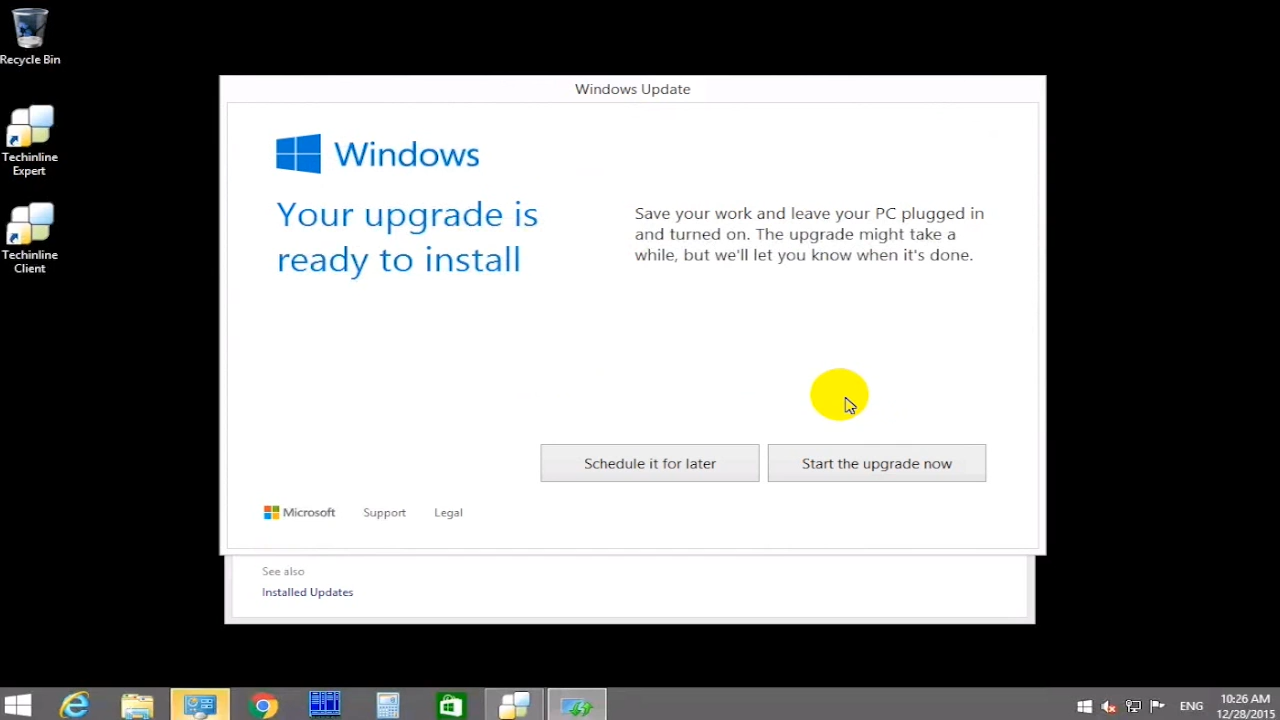 Recycle Bin
Techinline
Expert
Techinline
Client
Windows Update
Windows
Your upgrade is
ready to install
Save your work and leave your PC plugged in
and turned on. The upgrade might take a
while, but we'll let you know when it's done.
Schedule it for later
Start the upgrade now
Microsoft
Support
Legal
See also
Installed Updates
ENG
10:26 AM
12/28/2015